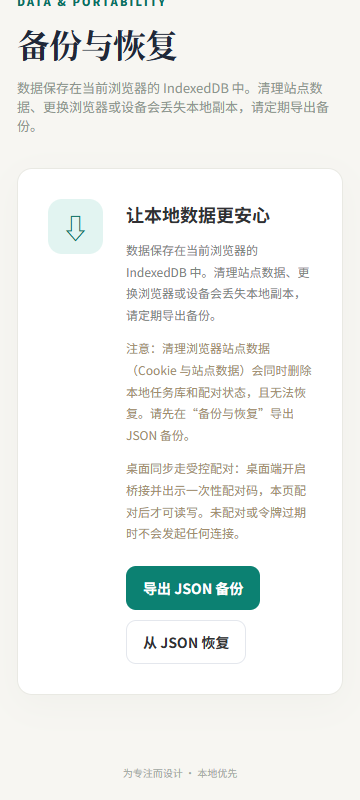 DATA & PORTABILITY
备份与恢复
数据保存在当前浏览器的 IndexedDB 中。清理站点数
据、更换浏览器或设备会丢失本地副本，请定期导出备
份。
让本地数据更安心
数据保存在当前浏览器的
IndexedDB 中。清理站点数据、更
换浏览器或设备会丢失本地副本，
请定期导出备份。
注意：清理浏览器站点数据
（Cookie 与站点数据）会同时删除
本地任务库和配对状态，且无法恢
复。请先在“备份与恢复”导出
JSON 备份。
桌面同步走受控配对：桌面端开启
桥接并出示一次性配对码，本页配
对后才可读写。未配对或令牌过期
时不会发起任何连接。
导出 JSON 备份
从 JSON 恢复
为专注而设计 · 本地优先